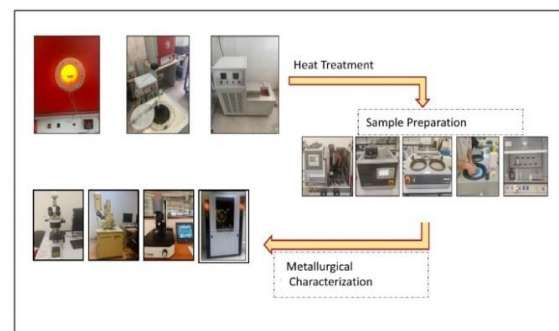 Heat Treatment
Sample Preparation
Metallurgical
Characterization